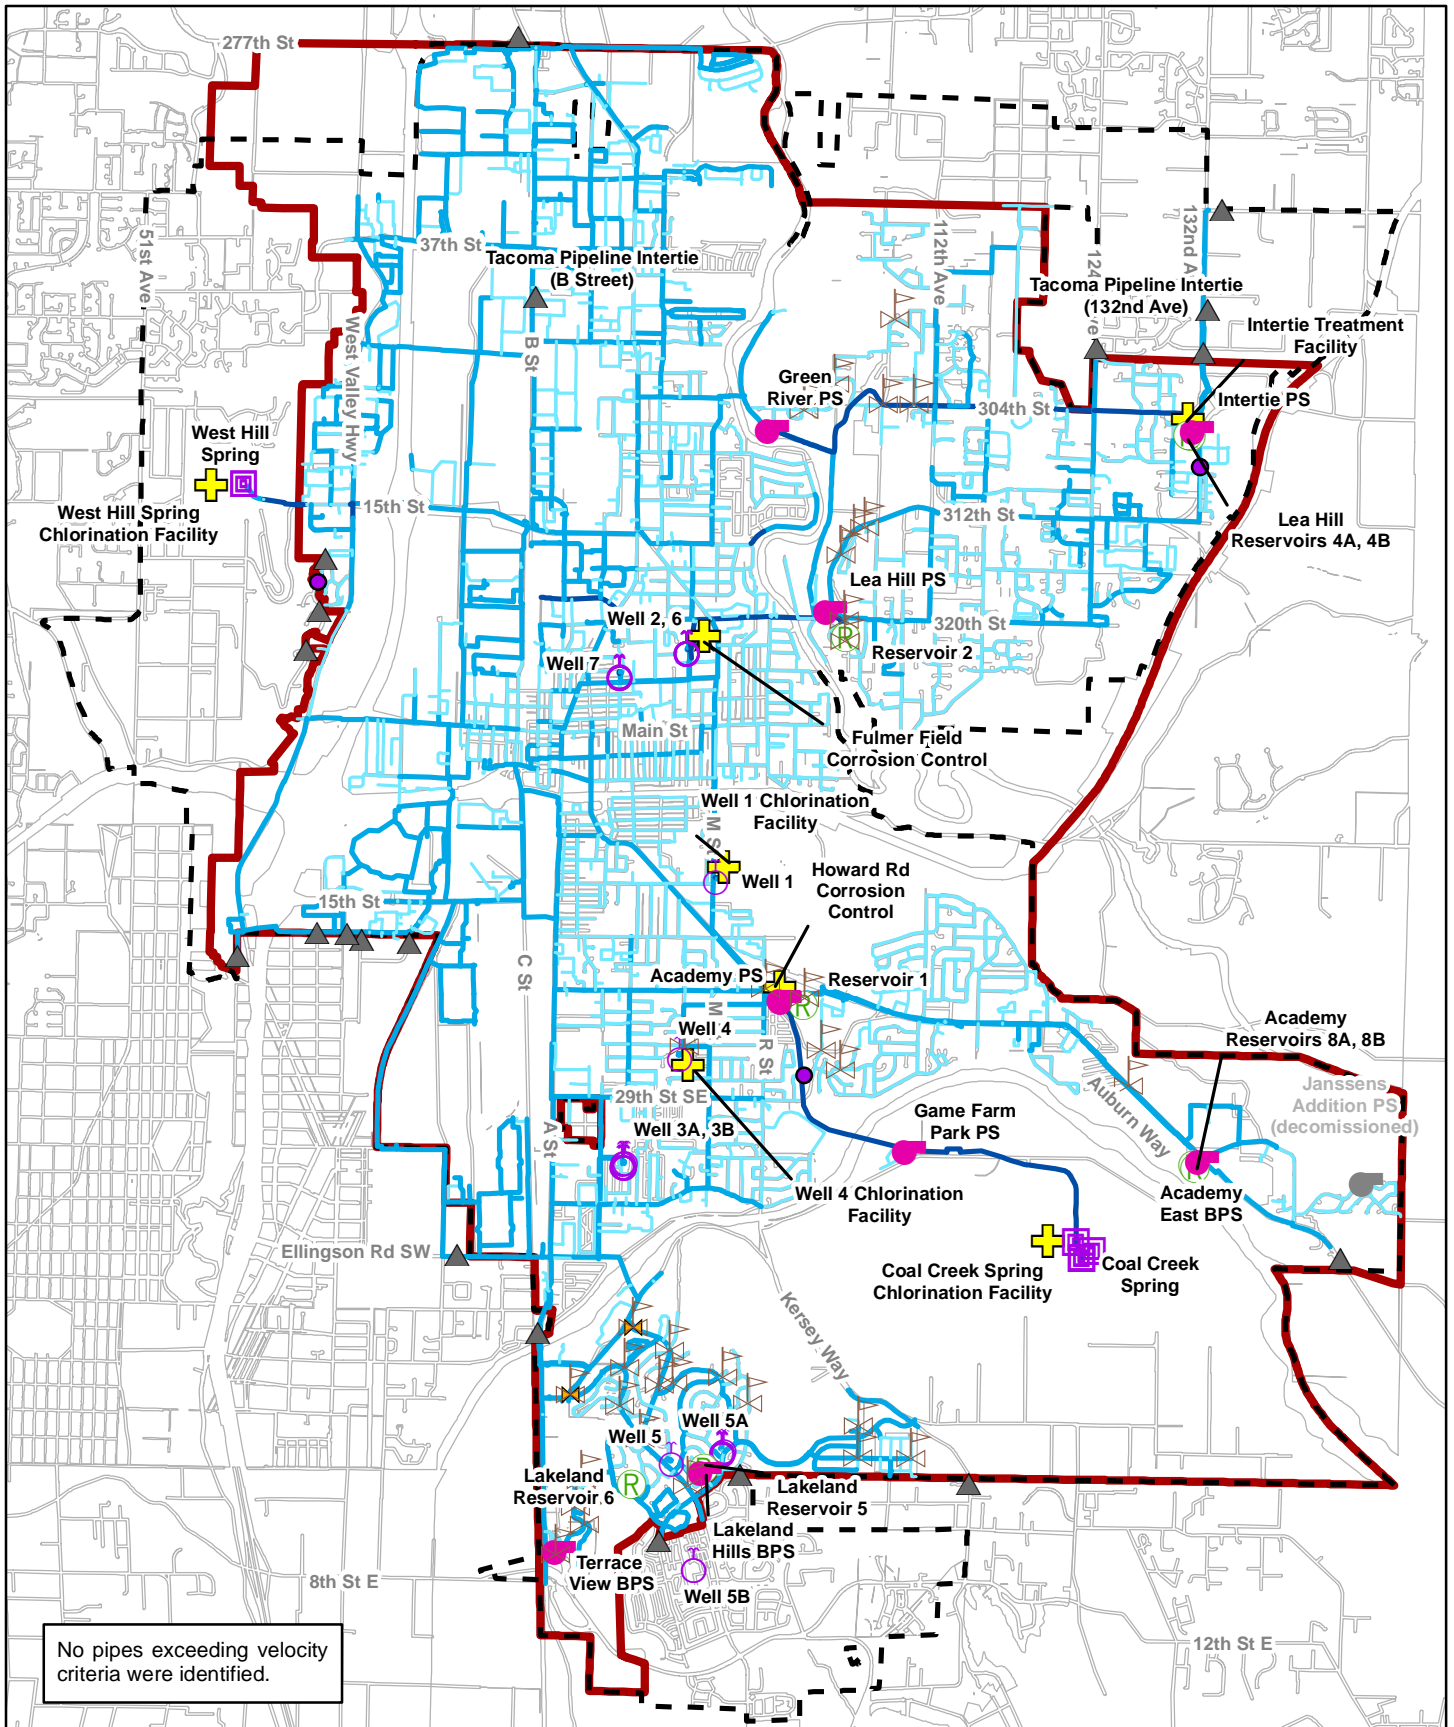 277th St
51st Ave
37th St
Tacoma Pipeline Intertie
(B Street)
112th Ave
132nd A
124
ve
Tacoma Pipeline Intertie
(132nd Ave)
Intertie Treatment
Facility
West Valley Hwy
B St
Green
River PS
304th St
Intertie PS
West Hill
Spring
15th St
West Hill Spring
Chlorination Facility
312th St
Lea Hill
Reservoirs 4A, 4B
R
Lea Hill PS
Well 2, 6
320th St
R
Reservoir 2
Well 7
Main St
Fulmer Field
Corrosion Control
Well 1 Chlorination
Facility
M St
Howard Rd
Corrosion
Control
Well 1
15th St
C St
Academy PS
Reservoir 1
R
M
Well 4
R St
Academy
Reservoirs 8A, 8B
29th St SE
Auburn Way
Janssens
Addition PS
(decomissioned)
Game Farm
Park PS
A St
Well 3A, 3B
R
Well 4 Chlorination
Facility
Academy
East BPS
Ellingson Rd SW
Coal Creek Spring
Chlorination Facility
Coal Creek
Spring
Kersey Way
Well 5A
Well 5
R
R
Lakeland
Reservoir 6
Lakeland
Reservoir 5
Lakeland
Hills BPS
Terrace
View BPS
8th St E
Well 5B
No pipes exceeding velocity
criteria were identified.
12th St E